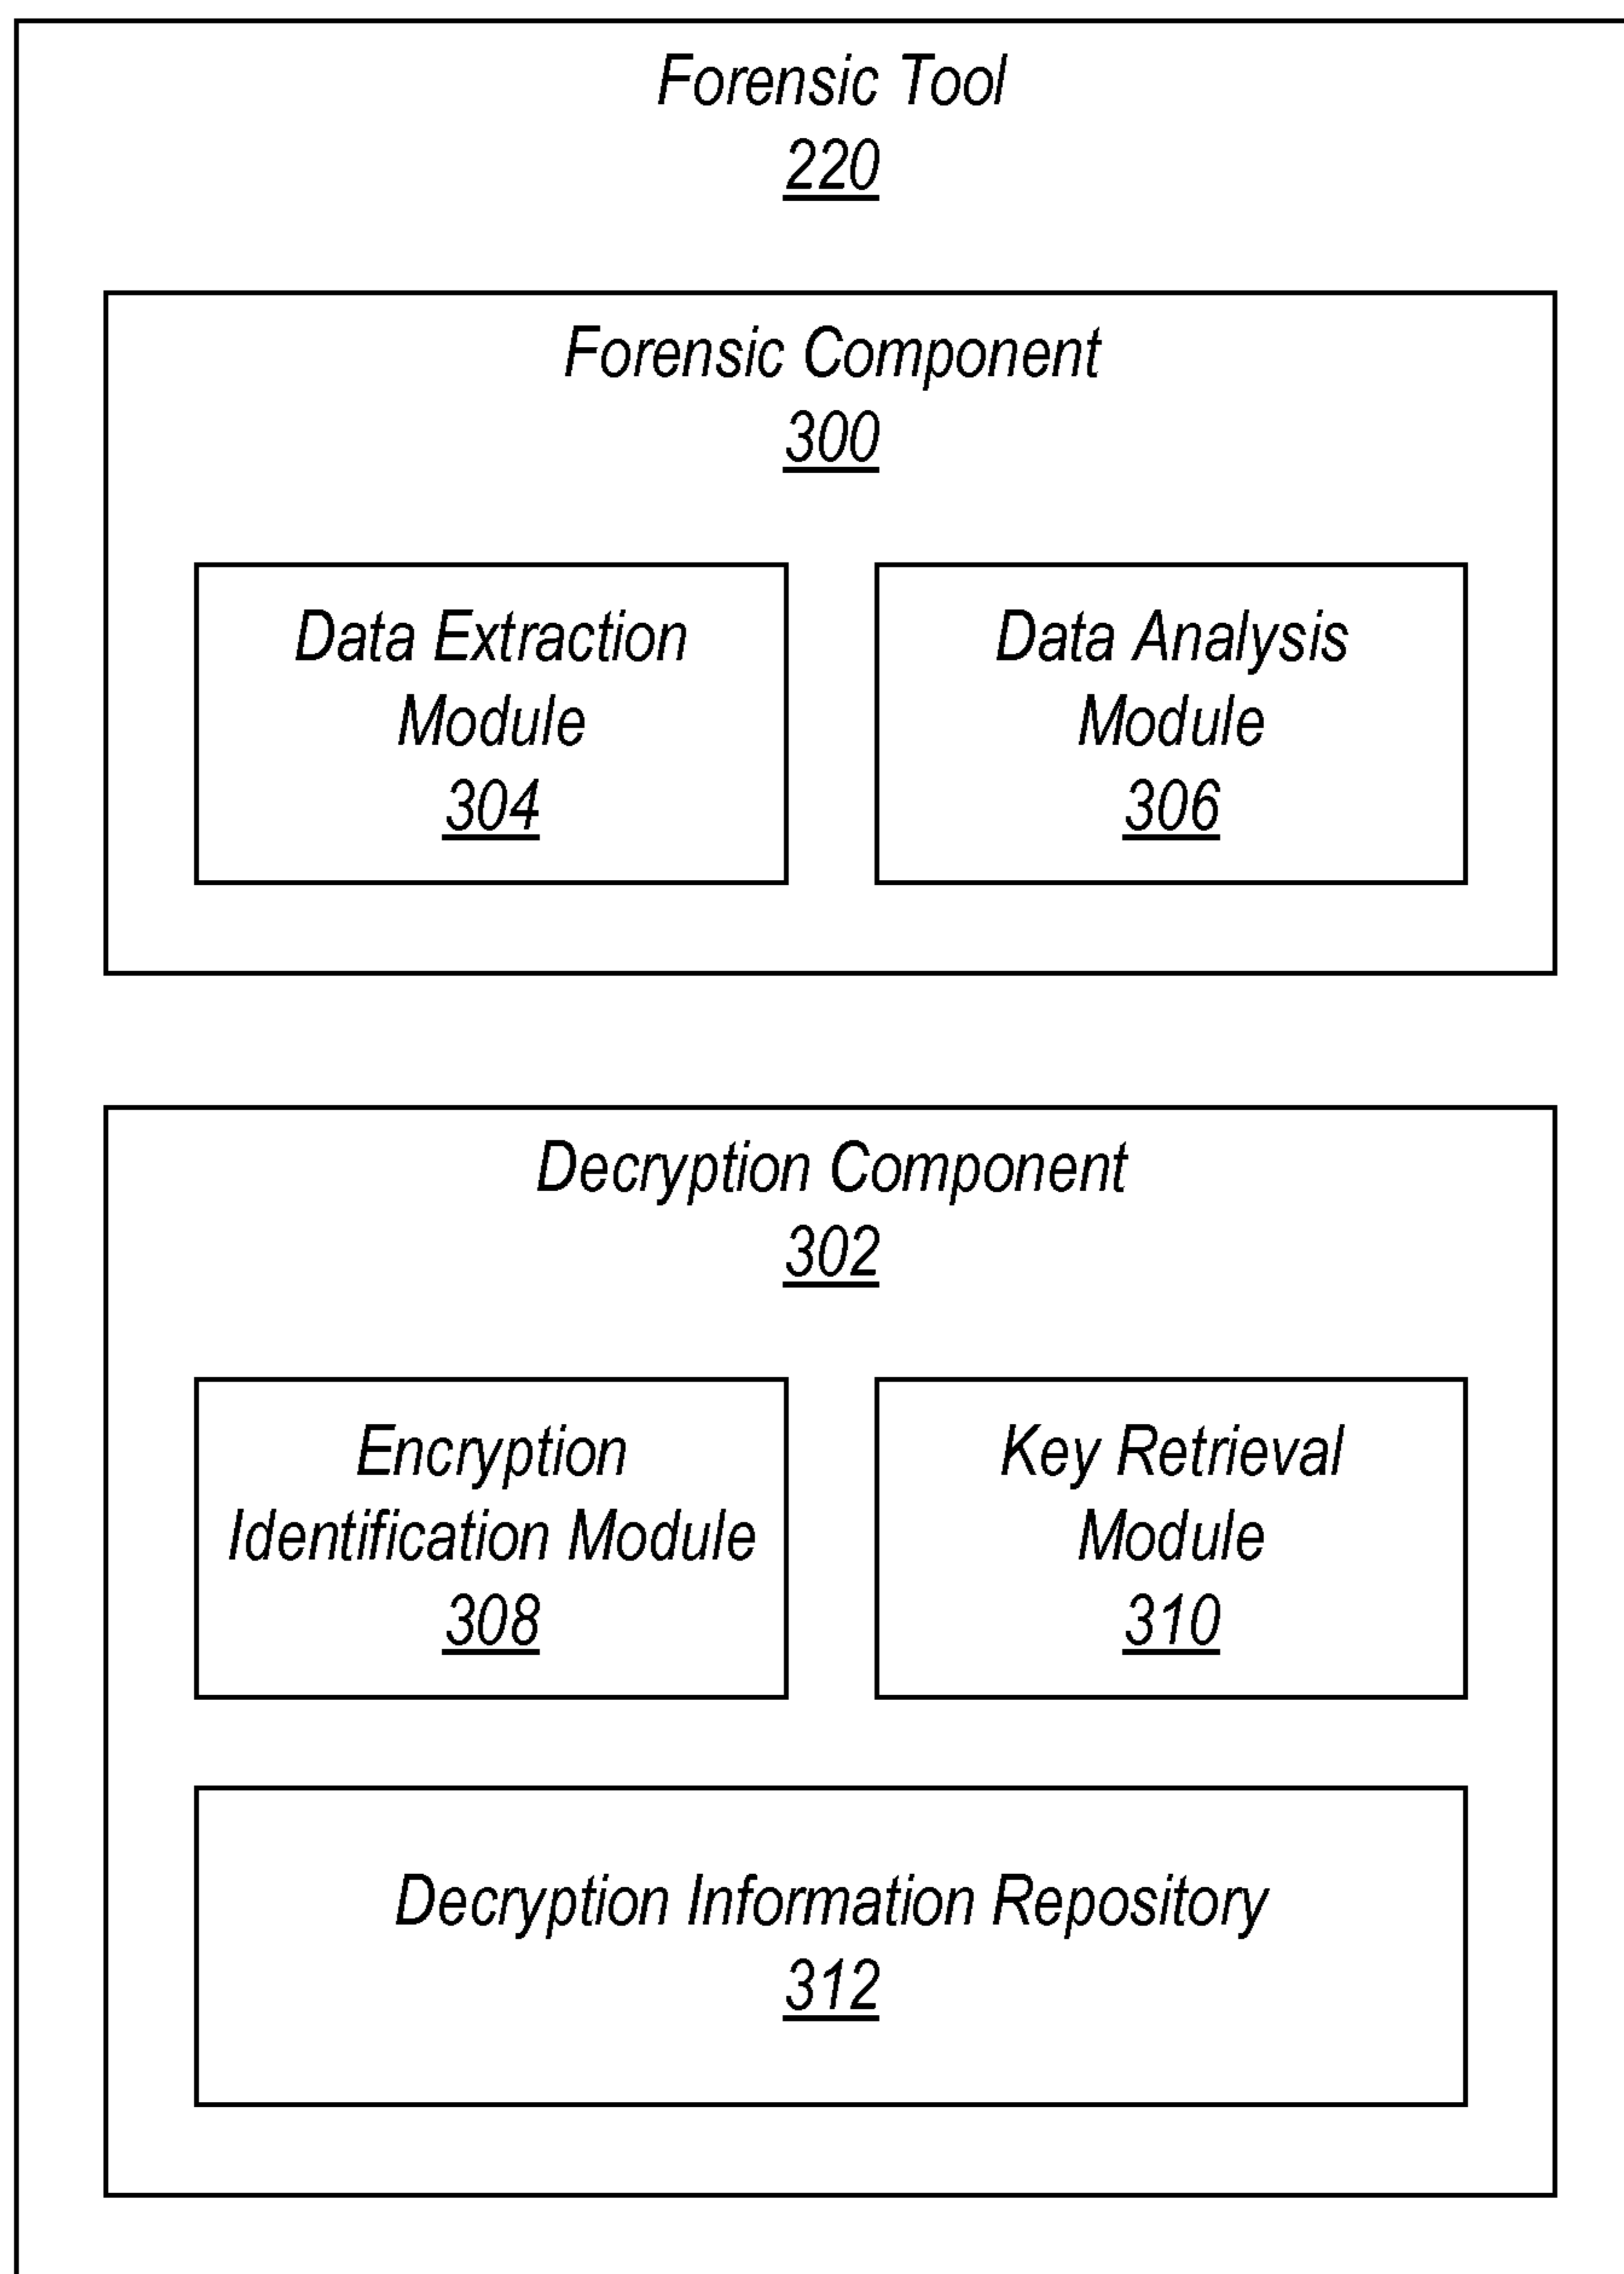 Forensic Tool
220
Forensic Component
300
Data Extraction
Module
304
Data Analysis
Module
306
Decryption Component
302
Encryption
Identification Module
308
Key Retrieval
Module
310
Decryption Information Repository
312